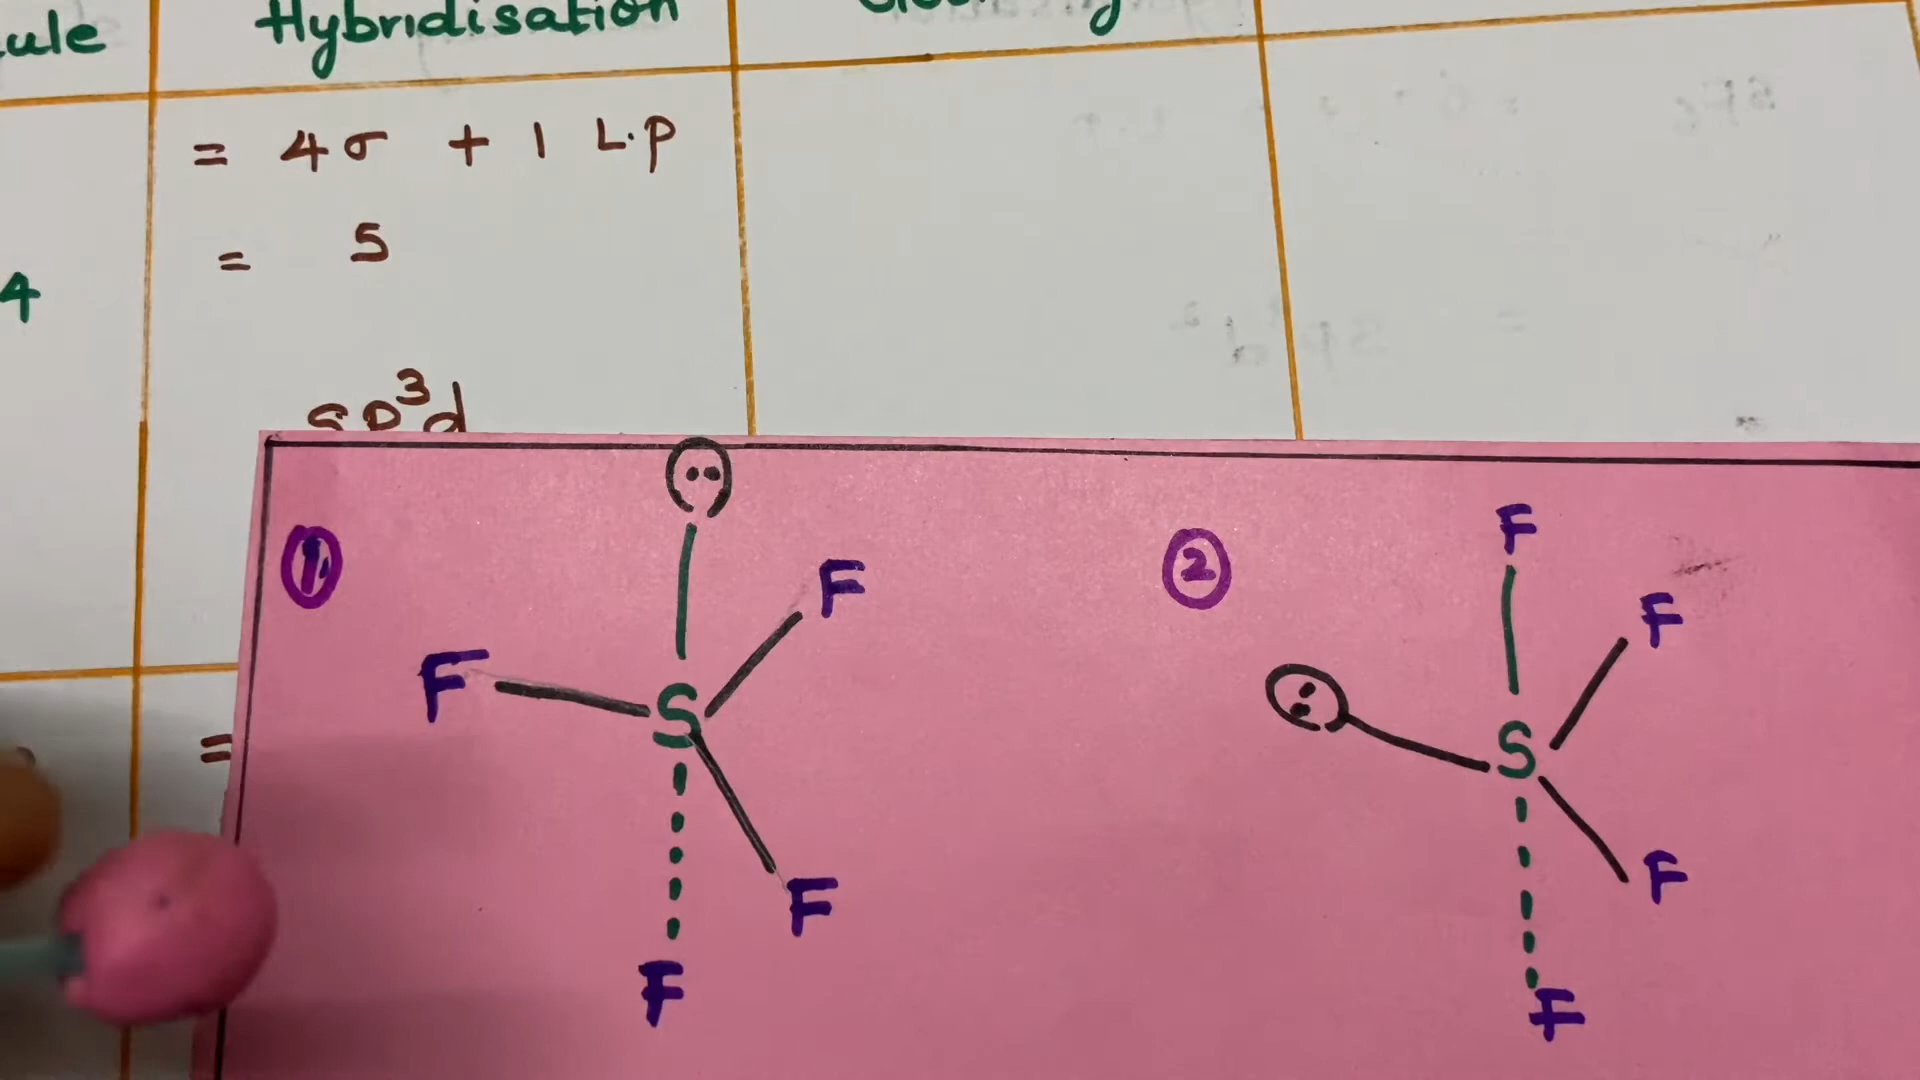 ule Hybridisation
= 4σ + 1 L.P
= 5
4
sp³d
① F F S F F
② F F S F F
=